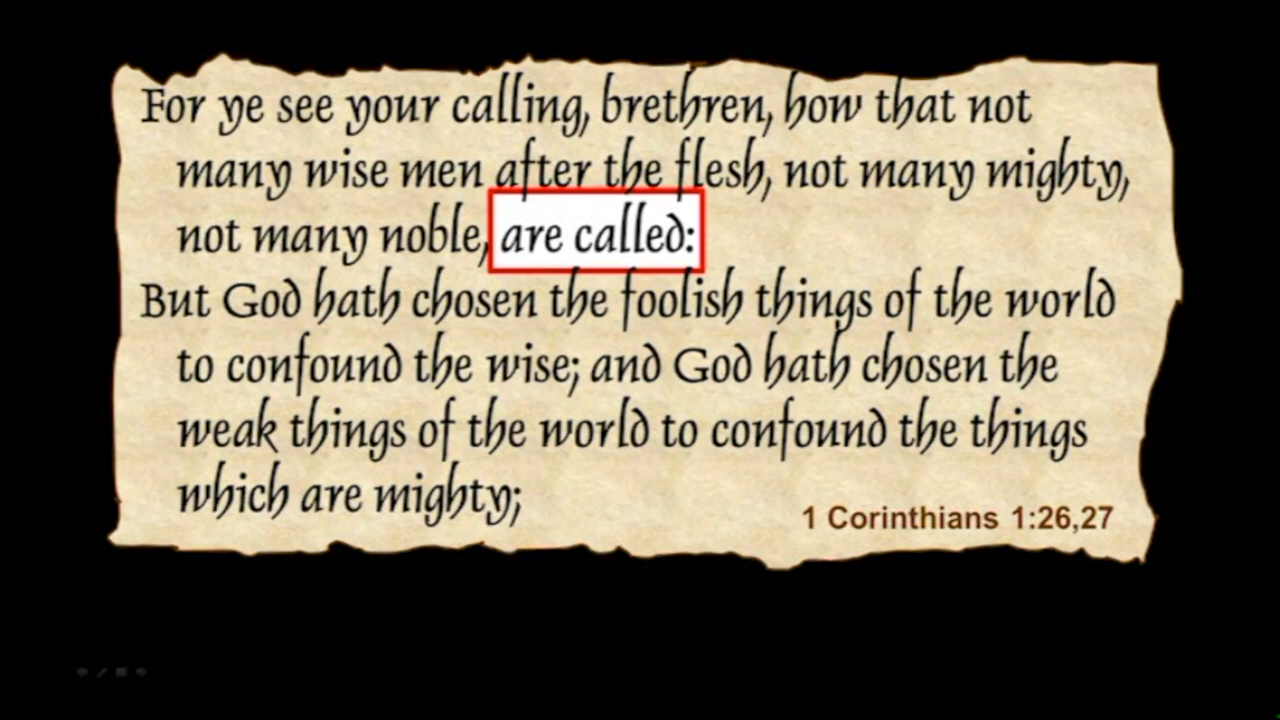 For ye see your calling, brethren, how that not
many wise men after the flesh, not many mighty,
not many noble, are called:
But God hath chosen the foolish things of the world
to confound the wise; and God hath chosen the
weak things of the world to confound the things
which are mighty;
1 Corinthians 1:26,27